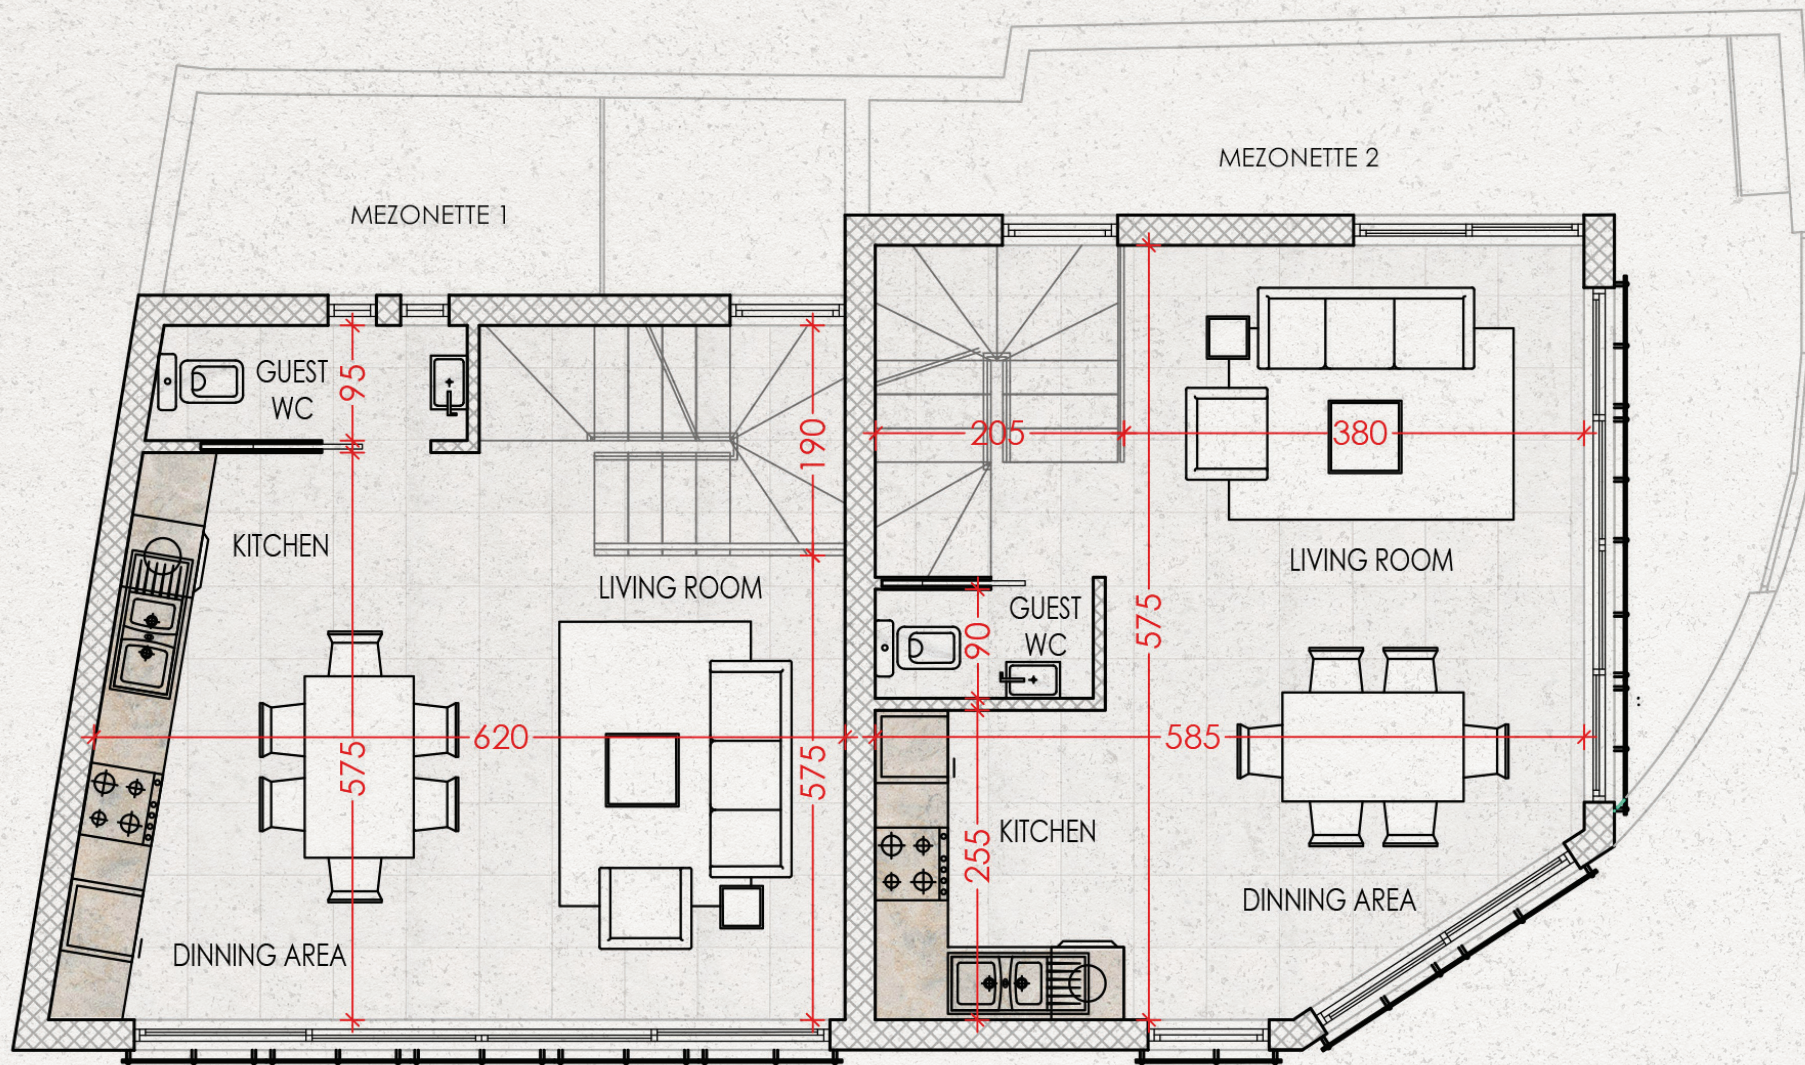 MEZONETTE 2
MEZONETTE 1
GUEST
WC
95
190
205
380
KITCHEN
LIVING ROOM
LIVING ROOM
GUEST
WC
90
575
620
575
575
585
KITCHEN
255
DINNING AREA
DINNING AREA